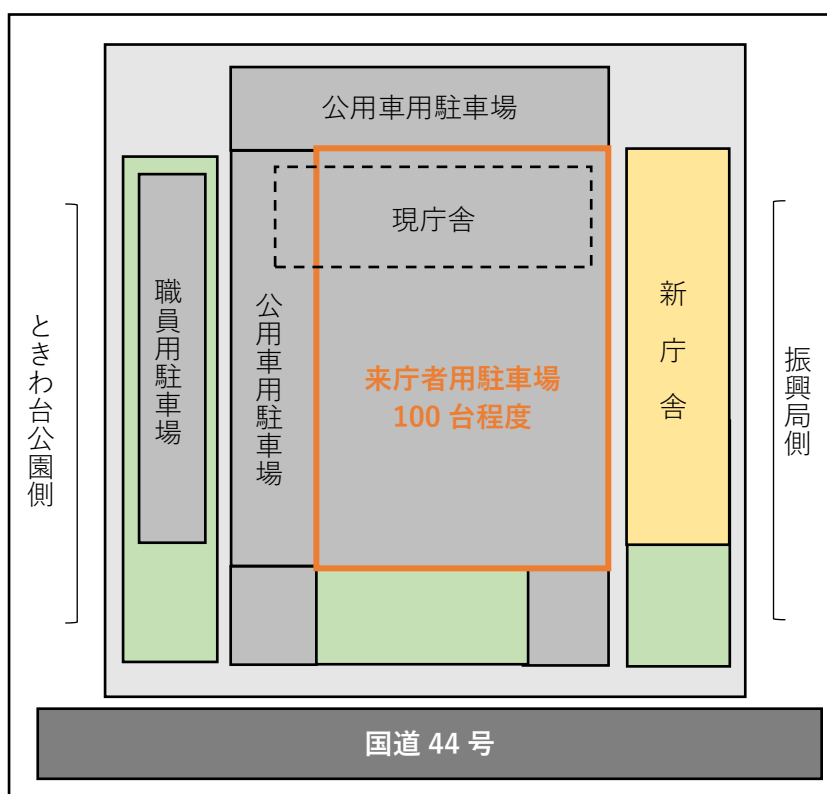 公用車用駐車場
現庁舎
職員用駐車場
公用車用駐車場
新庁舎
ときわ台公園側
振興局側
来庁者用駐車場
100 台程度
国道 44 号